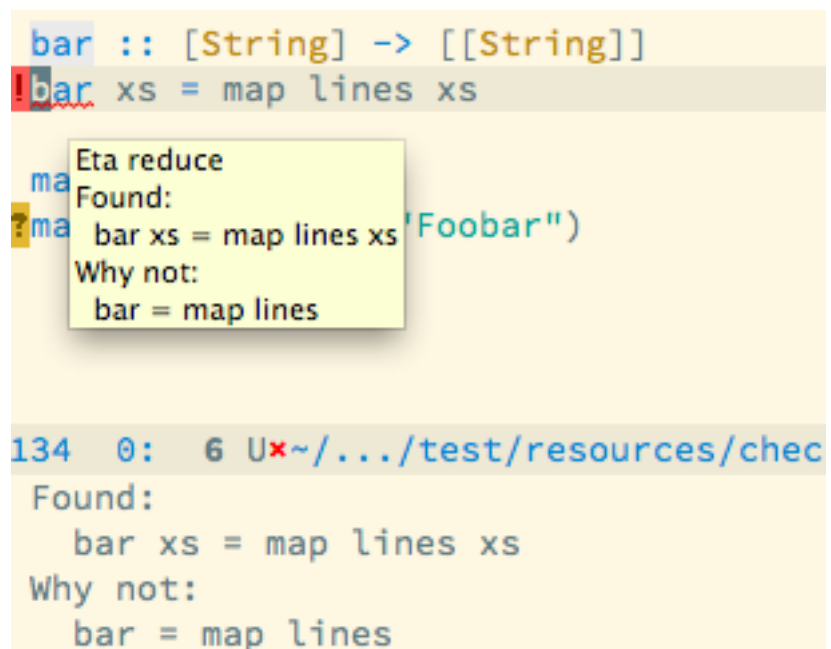 bar :: [String] -> [[String]]
!bar xs = map lines xs
ma
?ma "Foobar")
Eta reduce
Found:
bar xs = map lines xs
Why not:
bar = map lines
134 0: 6 U×~/.../test/resources/chec
Found:
bar xs = map lines xs
Why not:
bar = map lines